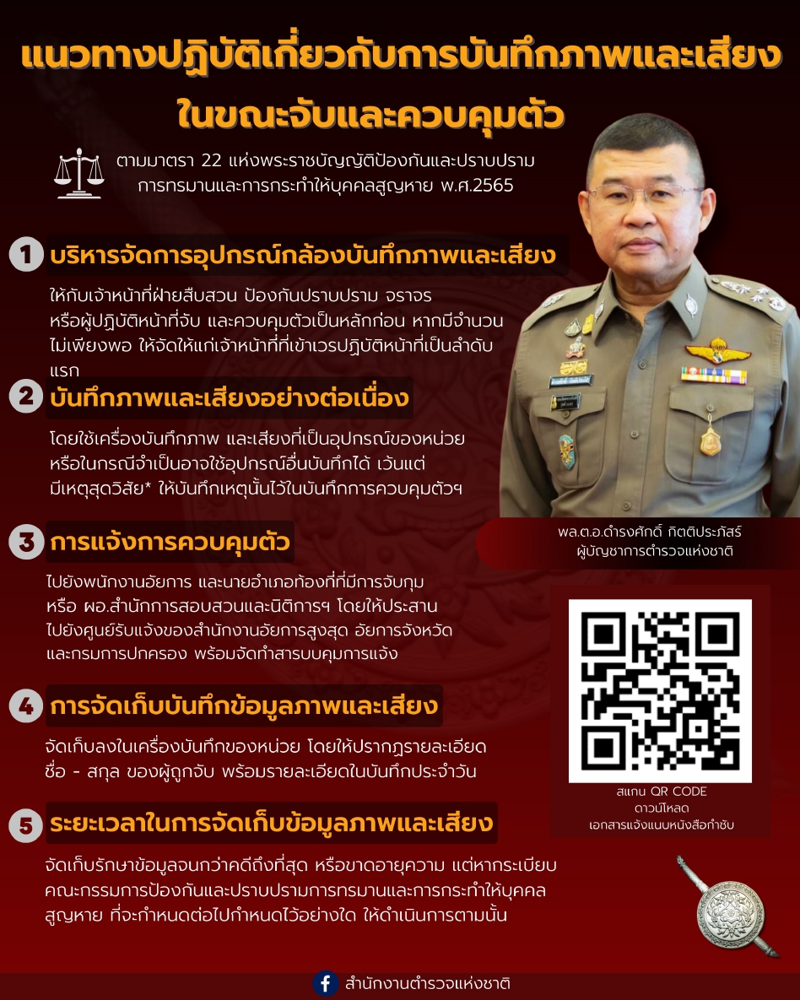 แนวทางปฏิบัติเกี่ยวกับการบันทึกภาพและเสียง
ในขณะจับและควบคุมตัว
ตามมาตรา 22 แห่งพระราชบัญญัติป้องกันและปราบปราม
การทรมานและการกระทำให้บุคคลสูญหาย พ.ศ.2565
1 บริหารจัดการอุปกรณ์กล้องบันทึกภาพและเสียง
ให้กับเจ้าหน้าที่ฝ่ายสืบสวน ป้องกันปราบปราม จราจร
หรือผู้ปฏิบัติหน้าที่จับ และควบคุมตัวเป็นหลักก่อน หากมีจำนวน
ไม่เพียงพอ ให้จัดให้แก่เจ้าหน้าที่ที่เข้าเวรปฏิบัติหน้าที่เป็นลำดับ
แรก
2 บันทึกภาพและเสียงอย่างต่อเนื่อง
โดยใช้เครื่องบันทึกภาพ และเสียงที่เป็นอุปกรณ์ของหน่วย
หรือในกรณีจำเป็นอาจใช้อุปกรณ์อื่นบันทึกได้ เว้นแต่
มีเหตุสุดวิสัย* ให้บันทึกเหตุนั้นไว้ในบันทึกการควบคุมตัวฯ
3 การแจ้งการควบคุมตัว
ไปยังพนักงานอัยการ และนายอำเภอท้องที่ที่มีการจับกุม
หรือ ผอ.สำนักการสอบสวนและนิติการฯ โดยให้ประสาน
ไปยังศูนย์รับแจ้งของสำนักงานอัยการสูงสุด อัยการจังหวัด
และกรมการปกครอง พร้อมจัดทำสารบบคุมการแจ้ง
4 การจัดเก็บบันทึกข้อมูลภาพและเสียง
จัดเก็บลงในเครื่องบันทึกของหน่วย โดยให้ปรากฏรายละเอียด
ชื่อ - สกุล ของผู้ถูกจับ พร้อมรายละเอียดในบันทึกประจำวัน
5 ระยะเวลาในการจัดเก็บข้อมูลภาพและเสียง
จัดเก็บรักษาข้อมูลจนกว่าคดีถึงที่สุด หรือขาดอายุความ แต่หากระเบียบ
คณะกรรมการป้องกันและปราบปรามการทรมานและการกระทำให้บุคคล
สูญหาย ที่จะกำหนดต่อไปกำหนดไว้อย่างใด ให้ดำเนินการตามนั้น
พล.ต.อ.ดำรงศักดิ์ กิตติประภัสร์
ผู้บัญชาการตำรวจแห่งชาติ
สแกน QR CODE
ดาวน์โหลด
เอกสารแจ้งแนบหนังสือกำชับ
สำนักงานตำรวจแห่งชาติ